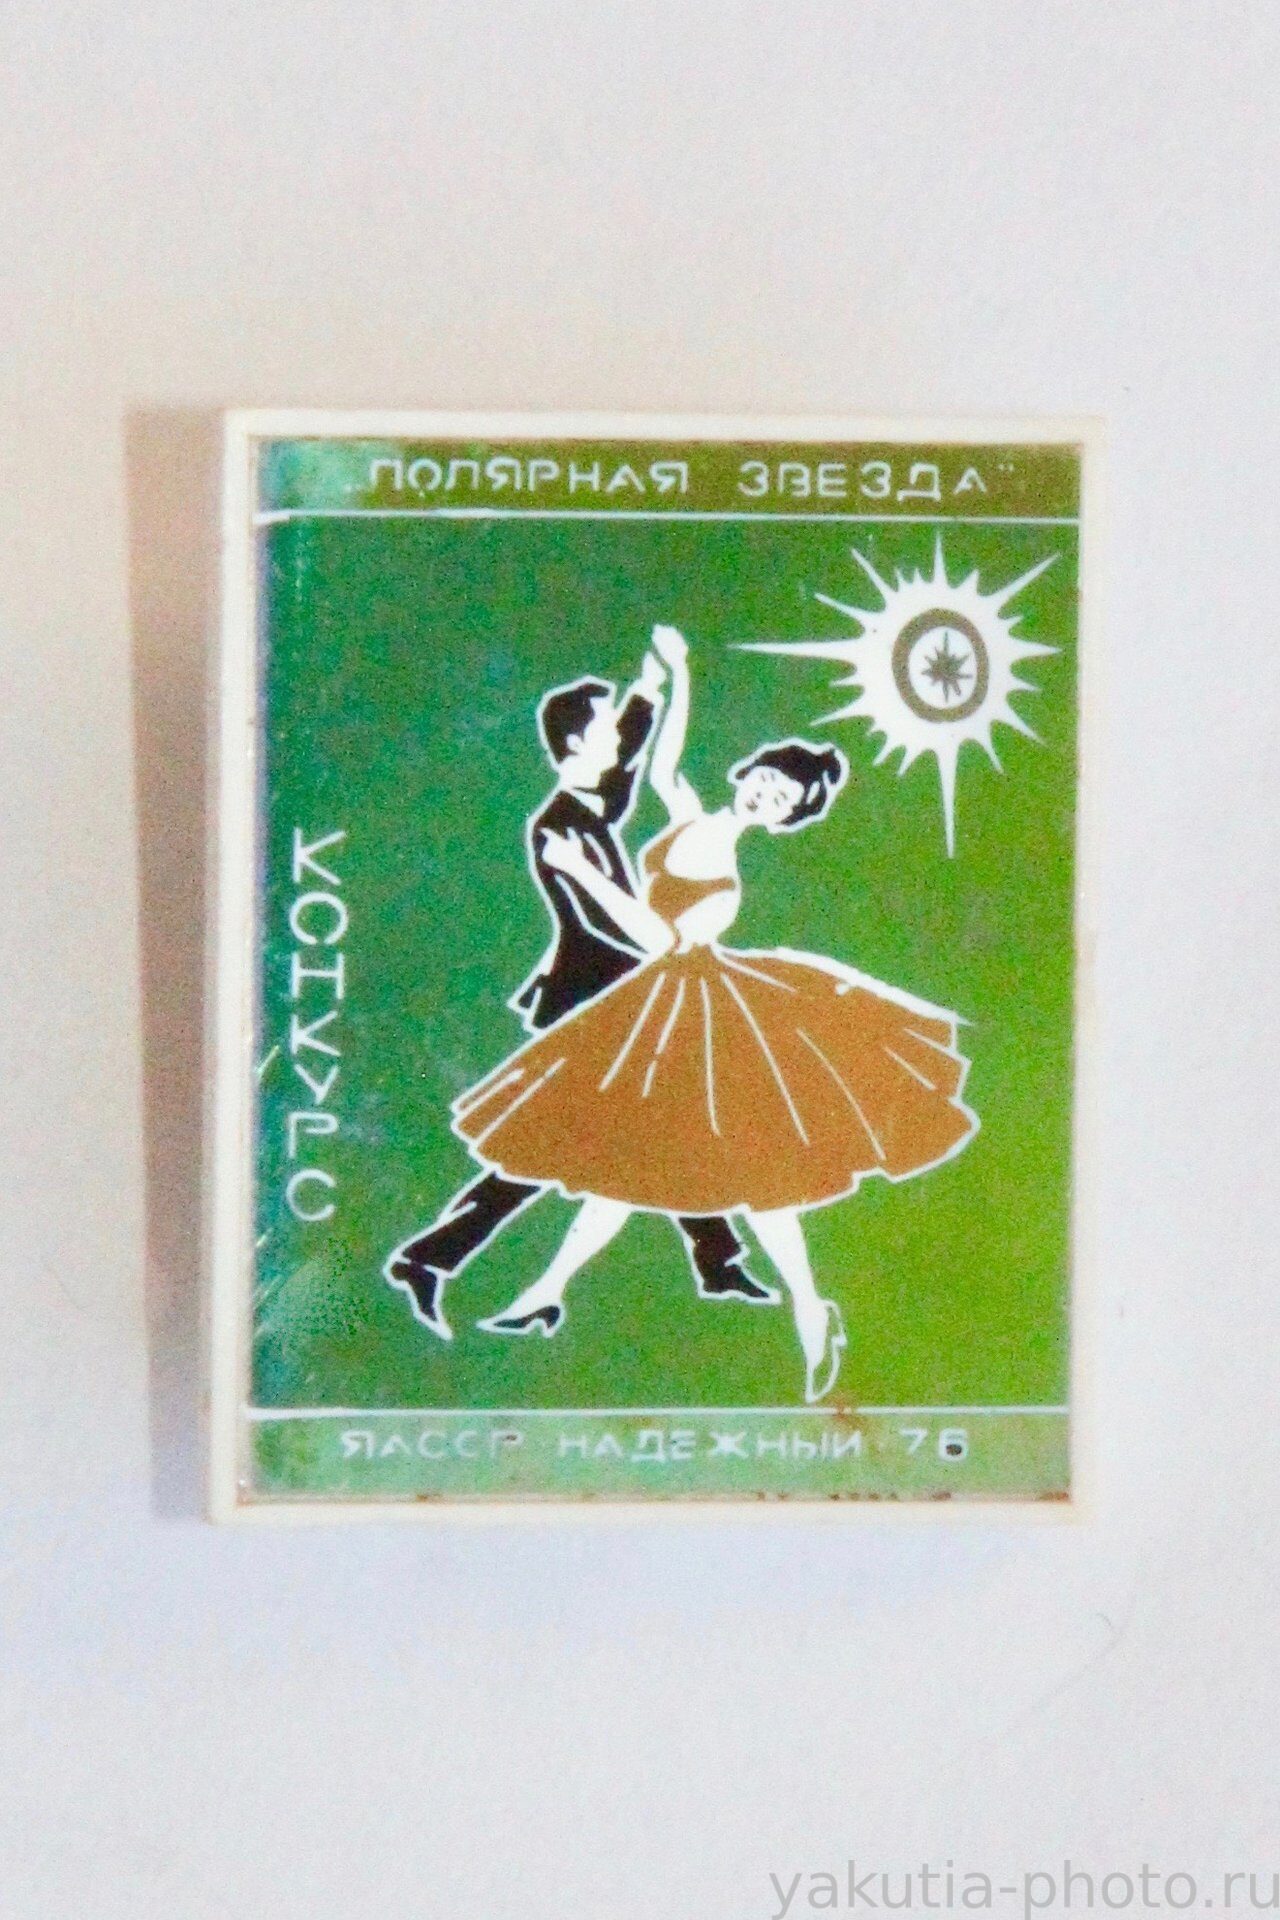 „ПОЛЯРНАЯ ЗВЕЗДА"
КОНКУРС
ЯАССР НАДЕЖНЫЙ 76
yakutia-photo.ru